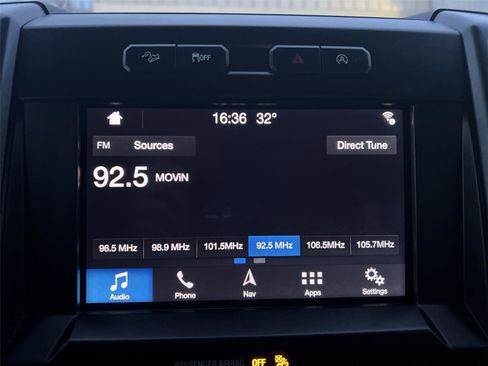 OFF
16:36 32°
FM Sources Direct Tune
92.5 MOViN
96.5 MHz 98.9 MHz 101.5MHz 92.5 MHz 106.5MHz 105.7MHz
Audio Phone Nav Apps Settings
PASSENGER AIRBAG OFF